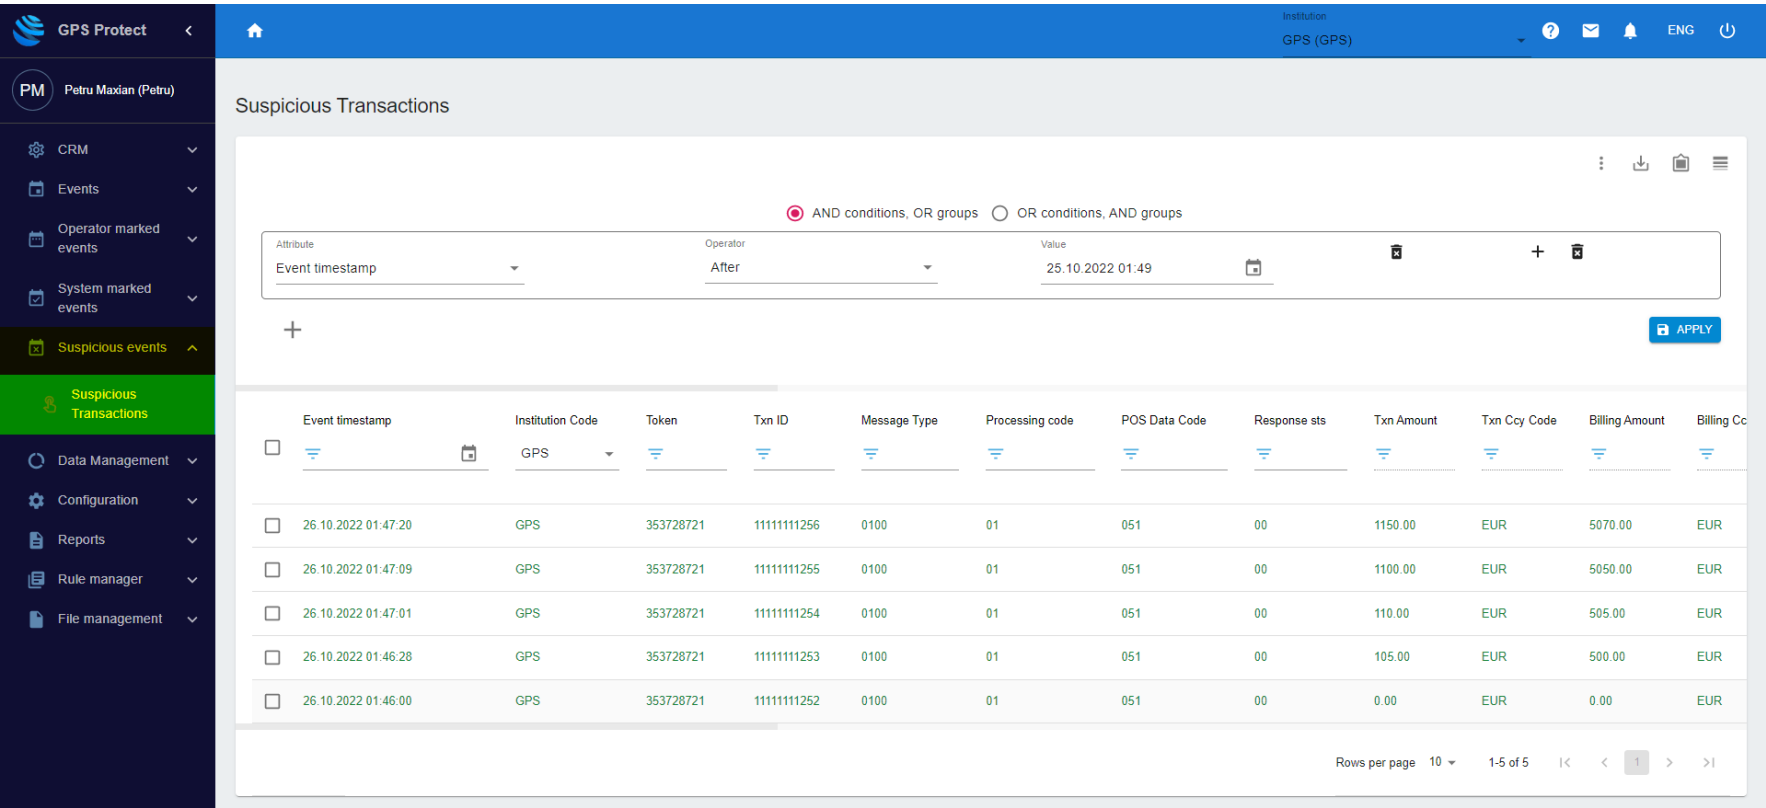 GPS Protect
Institution
GPS (GPS)
ENG
PM
Petru Maxian (Petru)
CRM
Events
Operator marked
events
System marked
events
Suspicious events
Suspicious
Transactions
Data Management
Configuration
Reports
Rule manager
File management
Suspicious Transactions
AND conditions, OR groups OR conditions, AND groups
Attribute Operator Value
Event timestamp After 25.10.2022 01:49
APPLY
Event timestamp Institution Code Token Txn ID Message Type Processing code POS Data Code Response sts Txn Amount Txn Ccy Code Billing Amount Billing Cc
GPS
26.10.2022 01:47:20 GPS 353728721 11111111256 0100 01 051 00 1150.00 EUR 5070.00 EUR
26.10.2022 01:47:09 GPS 353728721 11111111255 0100 01 051 00 1100.00 EUR 5050.00 EUR
26.10.2022 01:47:01 GPS 353728721 11111111254 0100 01 051 00 110.00 EUR 505.00 EUR
26.10.2022 01:46:28 GPS 353728721 11111111253 0100 01 051 00 105.00 EUR 500.00 EUR
26.10.2022 01:46:00 GPS 353728721 11111111252 0100 01 051 00 0.00 EUR 0.00 EUR
Rows per page 10 1-5 of 5 1